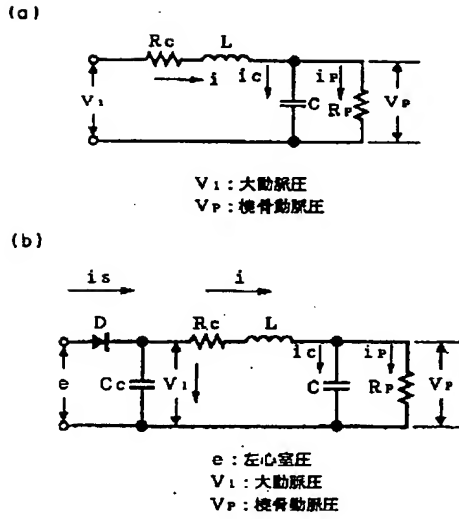 (a)
Rc L
i ic iP
V1 C RP VP
V1：大動脈圧
VP：橈骨動脈圧
(b)
is i
D Rc L
ic iP
e Cc V1 C RP VP
e：左心室圧
V1：大動脈圧
VP：橈骨動脈圧